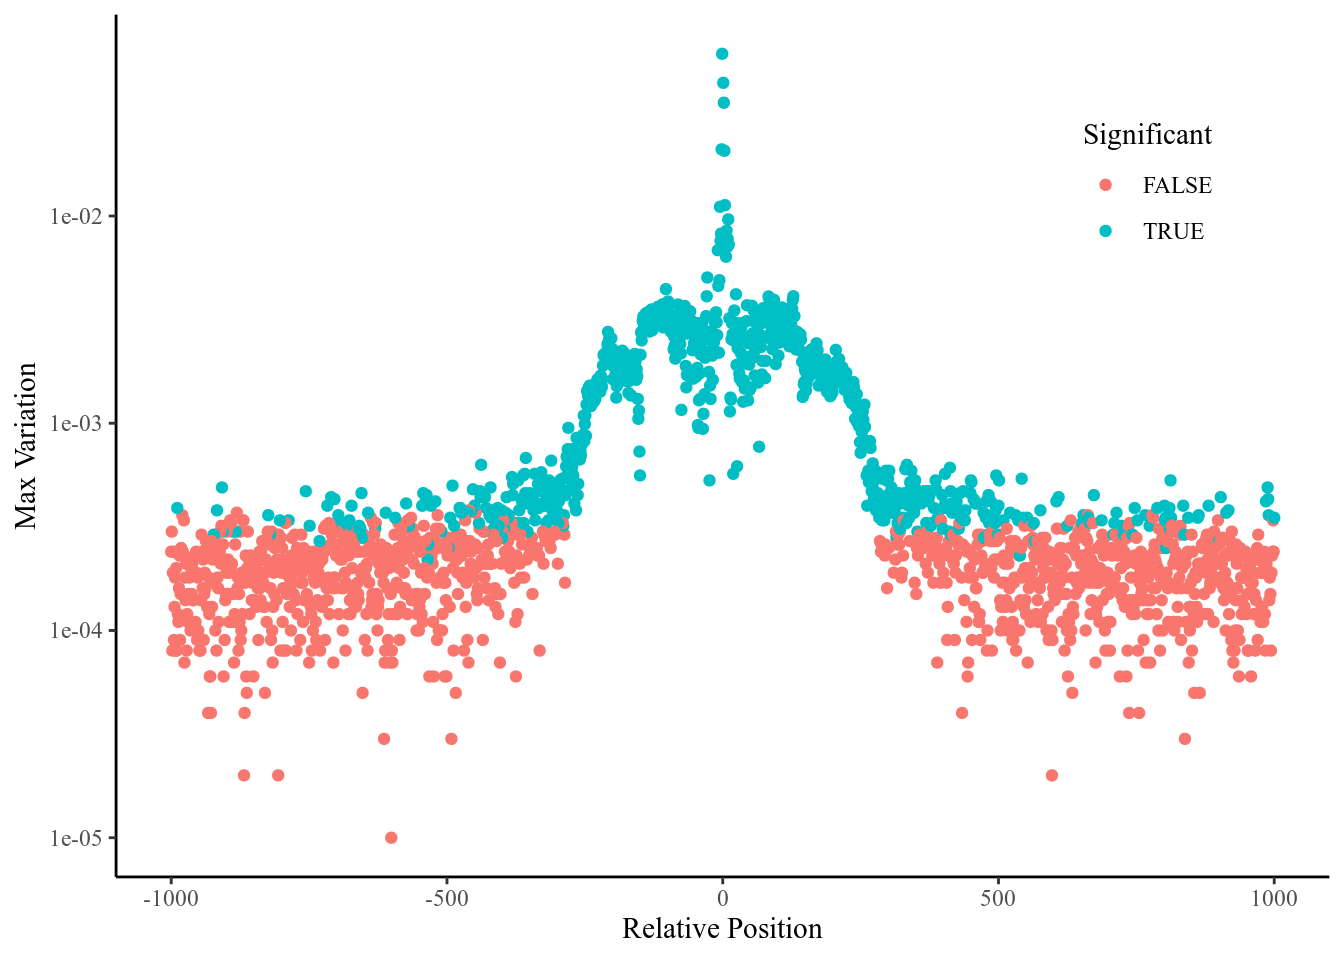 Significant
FALSE
TRUE
Max Variation
1e-02
1e-03
1e-04
1e-05
-1000
-500
0
500
1000
Relative Position